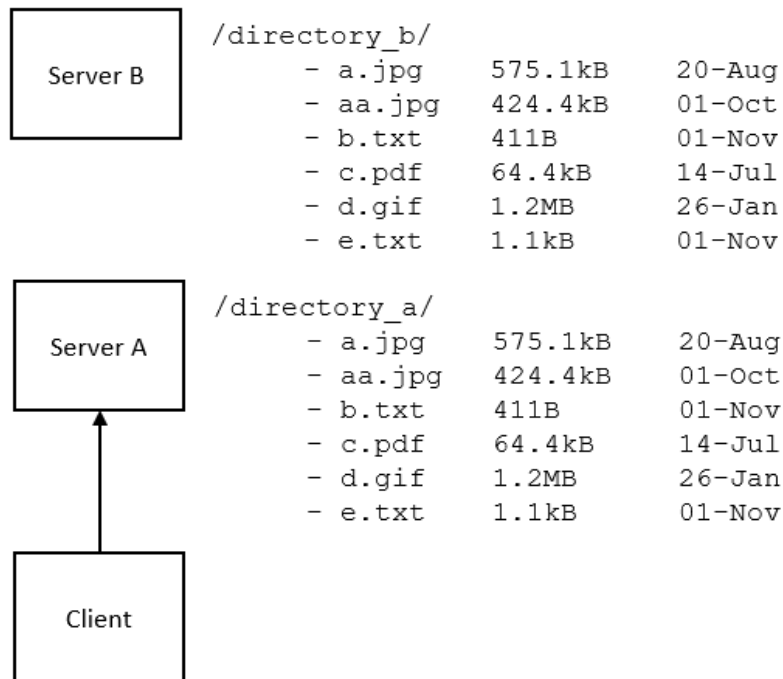 /directory_b/
Server B
- a.jpg 575.1kB 20-Aug
- aa.jpg 424.4kB 01-Oct
- b.txt 411B 01-Nov
- c.pdf 64.4kB 14-Jul
- d.gif 1.2MB 26-Jan
- e.txt 1.1kB 01-Nov
/directory_a/
Server A
- a.jpg 575.1kB 20-Aug
- aa.jpg 424.4kB 01-Oct
- b.txt 411B 01-Nov
- c.pdf 64.4kB 14-Jul
- d.gif 1.2MB 26-Jan
- e.txt 1.1kB 01-Nov
Client